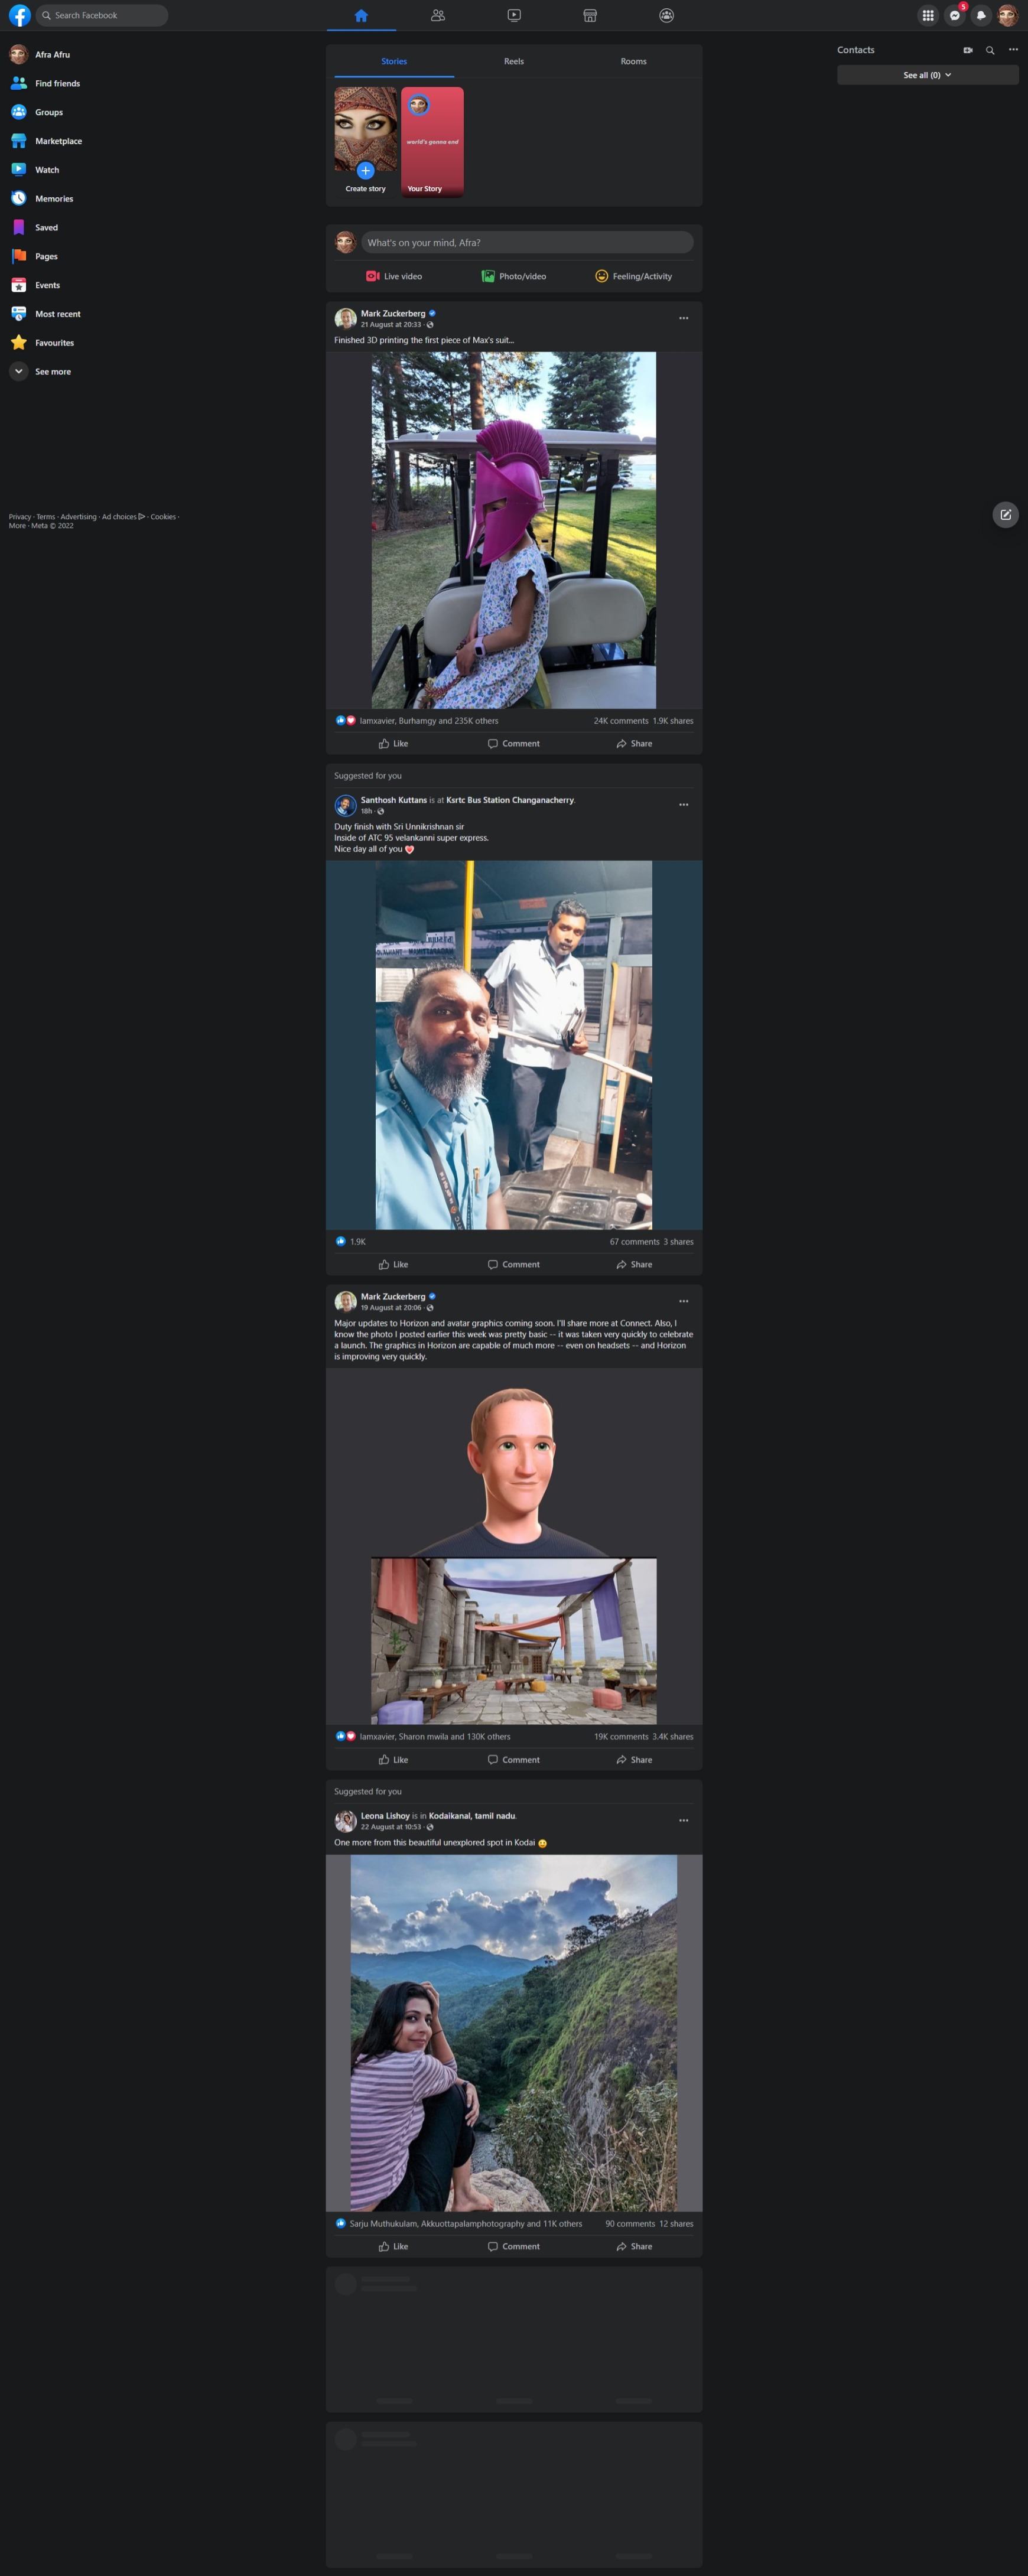 Search Facebook
5
Afra Afru
Find friends
Groups
Marketplace
Watch
Memories
Saved
Pages
Events
Most recent
Favourites
See more
Privacy · Terms · Advertising · Ad choices · Cookies ·
More · Meta © 2022
Stories
Reels
Rooms
world's gonna end
Create story
Your Story
What's on your mind, Afra?
Live video
Photo/video
Feeling/Activity
Mark Zuckerberg
21 August at 20:33 ·
Finished 3D printing the first piece of Max's suit...
Iamxavier, Burhamgy and 235K others
24K comments 1.9K shares
Like
Comment
Share
Suggested for you
Santhosh Kuttans is at Ksrtc Bus Station Changanacherry.
18h ·
Duty finish with Sri Unnikrishnan sir
Inside of ATC 95 velankanni super express.
Nice day all of you 💓
1.9K
67 comments 3 shares
Like
Comment
Share
Mark Zuckerberg
19 August at 20:06 ·
Major updates to Horizon and avatar graphics coming soon. I'll share more at Connect. Also, I
know the photo I posted earlier this week was pretty basic -- it was taken very quickly to celebrate
a launch. The graphics in Horizon are capable of much more -- even on headsets -- and Horizon
is improving very quickly.
Iamxavier, Sharon mwila and 130K others
19K comments 3.4K shares
Like
Comment
Share
Suggested for you
Leona Lishoy is in Kodaikanal, tamil nadu.
22 August at 10:53 ·
One more from this beautiful unexplored spot in Kodai 😊
Sarju Muthukulam, Akkuottapalamphotography and 11K others
90 comments 12 shares
Like
Comment
Share
Contacts
See all (0)